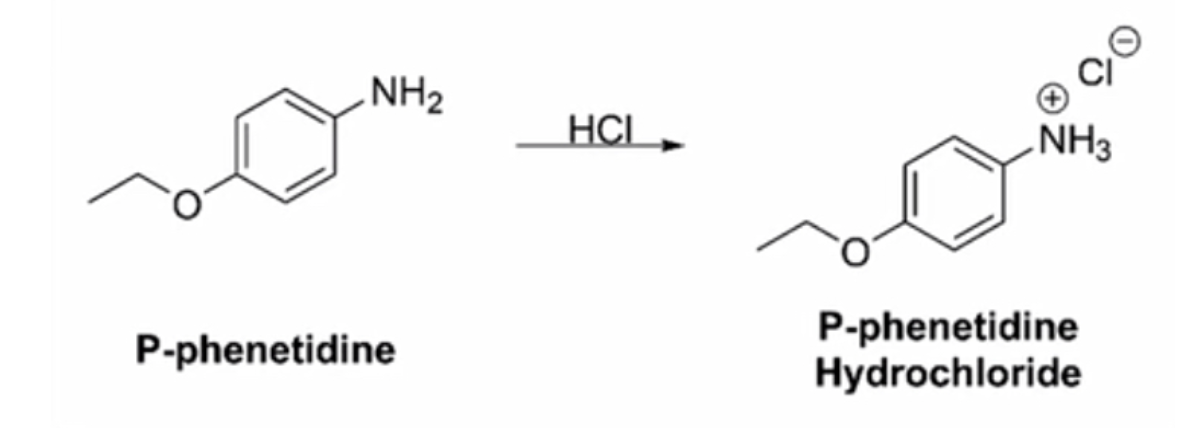 NH₂
HCl
O
P-phenetidine
Cl⊖
⊕
NH₃
O
P-phenetidine
Hydrochloride